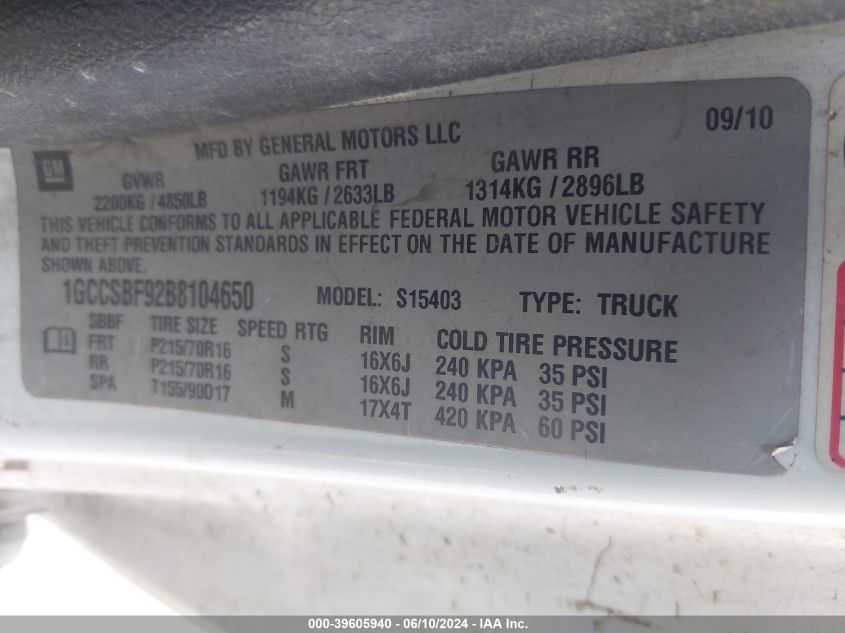 09/10
MFD BY GENERAL MOTORS LLC
GM
GVWR GAWR FRT GAWR RR
2200KG / 4850LB 1194KG / 2633LB 1314KG / 2896LB
THIS VEHICLE CONFORMS TO ALL APPLICABLE FEDERAL MOTOR VEHICLE SAFETY
AND THEFT PREVENTION STANDARDS IN EFFECT ON THE DATE OF MANUFACTURE
SHOWN ABOVE.
1GCCSBF92B8104650 MODEL: S15403 TYPE: TRUCK
SBBF TIRE SIZE SPEED RTG RIM COLD TIRE PRESSURE
FRT P215/70R16 S 16X6J 240 KPA 35 PSI
RR P215/70R16 S 16X6J 240 KPA 35 PSI
SPA T155/90D17 M 17X4T 420 KPA 60 PSI
000-39605940 - 06/10/2024 - IAA Inc.